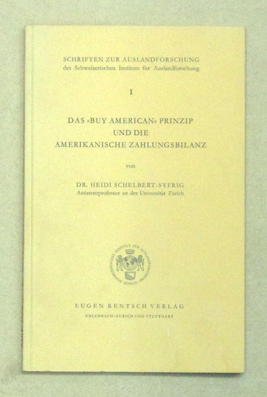 SCHRIFTEN ZUR AUSLANDFORSCHUNG
des Schweizerischen Instituts für Auslandforschung
1
DAS «BUY AMERICAN» PRINZIP
UND DIE
AMERIKANISCHE ZAHLUNGSBILANZ
von
DR. HEIDI SCHELBERT-SYFRIG
Assistenzprofessor an der Universität Zürich
EUGEN RENTSCH VERLAG
ERLENBACH-ZÜRICH UND STUTTGART